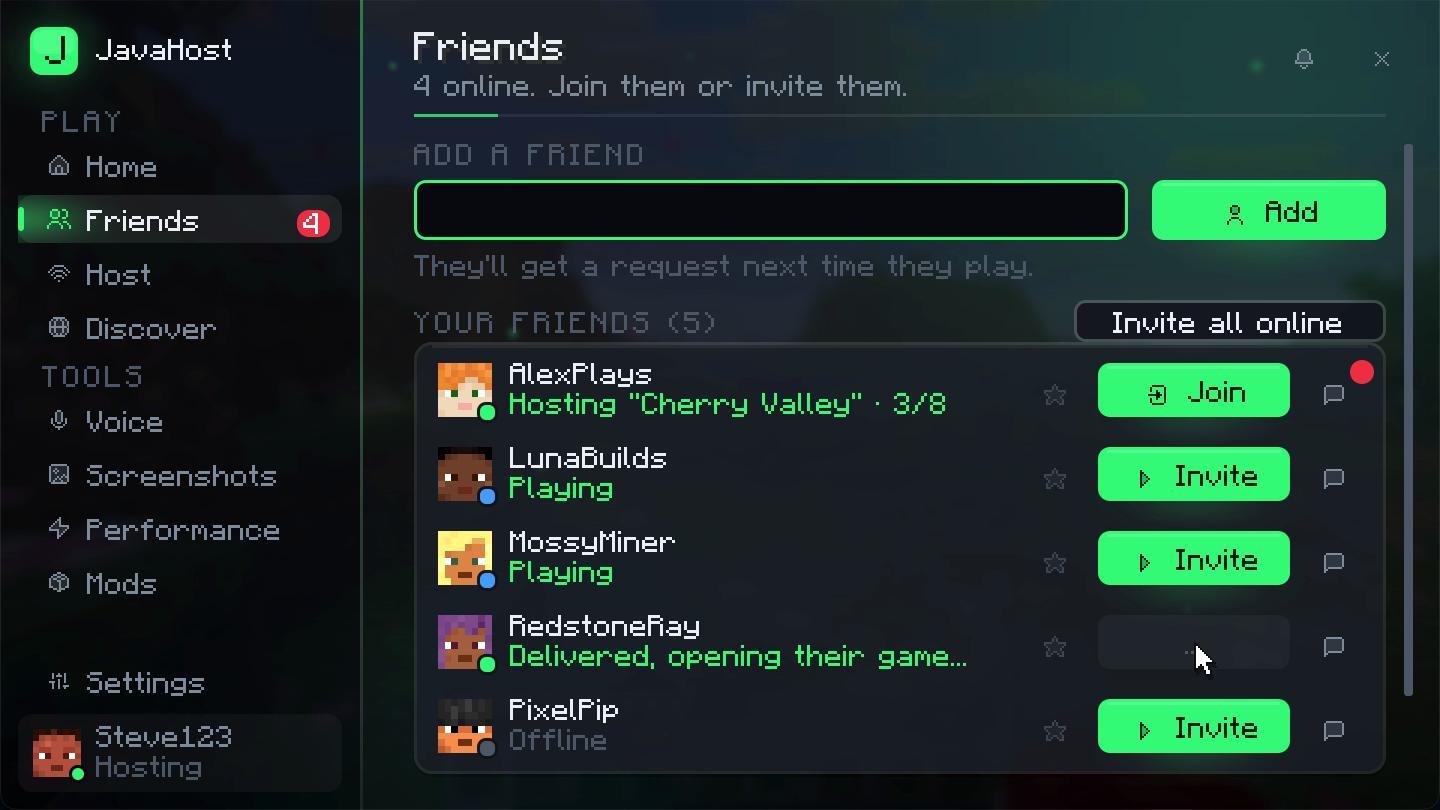 J JavaHost
PLAY
Home
Friends 4
Host
Discover
TOOLS
Voice
Screenshots
Performance
Mods
Settings
Steve123
Hosting
Friends
4 online. Join them or invite them.
ADD A FRIEND
Add
They'll get a request next time they play.
YOUR FRIENDS (5)
Invite all online
AlexPlays
Hosting "Cherry Valley" · 3/8
Join
LunaBuilds
Playing
Invite
MossyMiner
Playing
Invite
RedstoneRay
Delivered, opening their game...
PixelPip
Offline
Invite